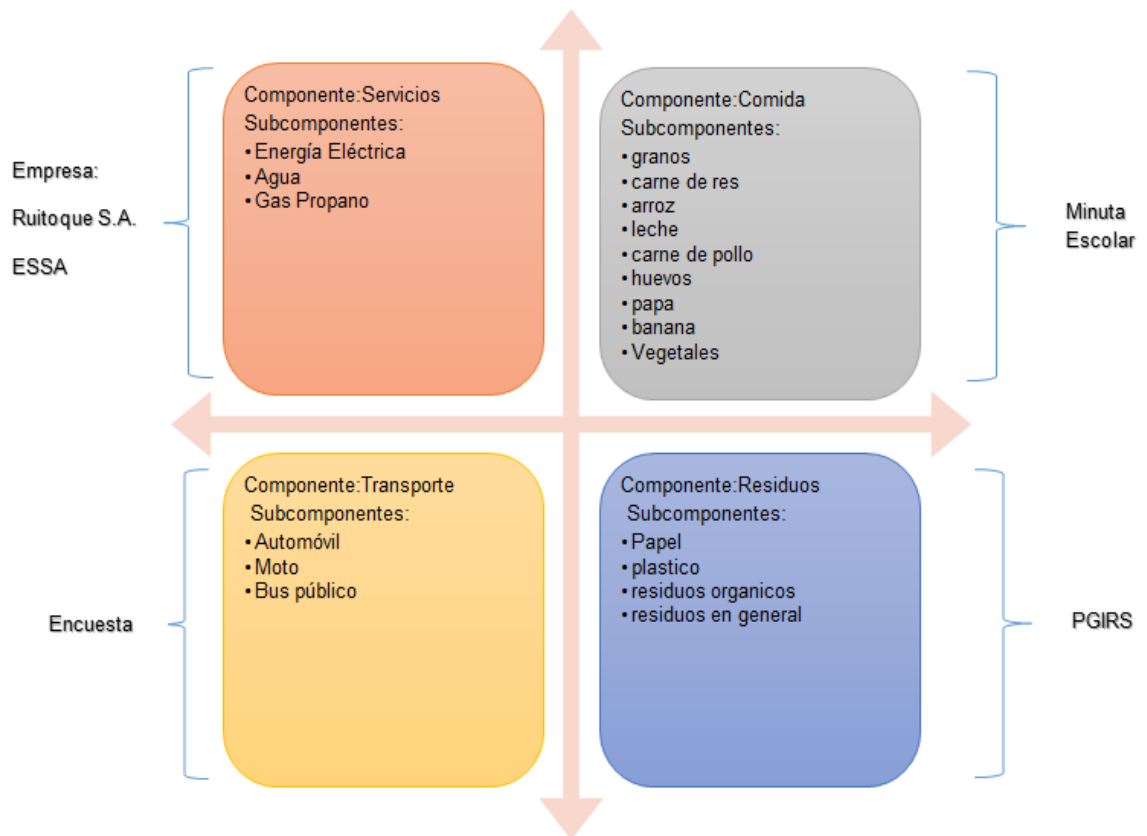 Empresa:
Ruitoque S.A.
ESSA
Componente:Servicios
Subcomponentes:
• Energía Eléctrica
• Agua
• Gas Propano
Componente:Comida
Subcomponentes:
• granos
• carne de res
• arroz
• leche
• carne de pollo
• huevos
• papa
• banana
• Vegetales
Minuta
Escolar
Encuesta
Componente:Transporte
Subcomponentes:
• Automóvil
• Moto
• Bus público
Componente:Residuos
Subcomponentes:
• Papel
• plastico
• residuos organicos
• residuos en general
PGIRS